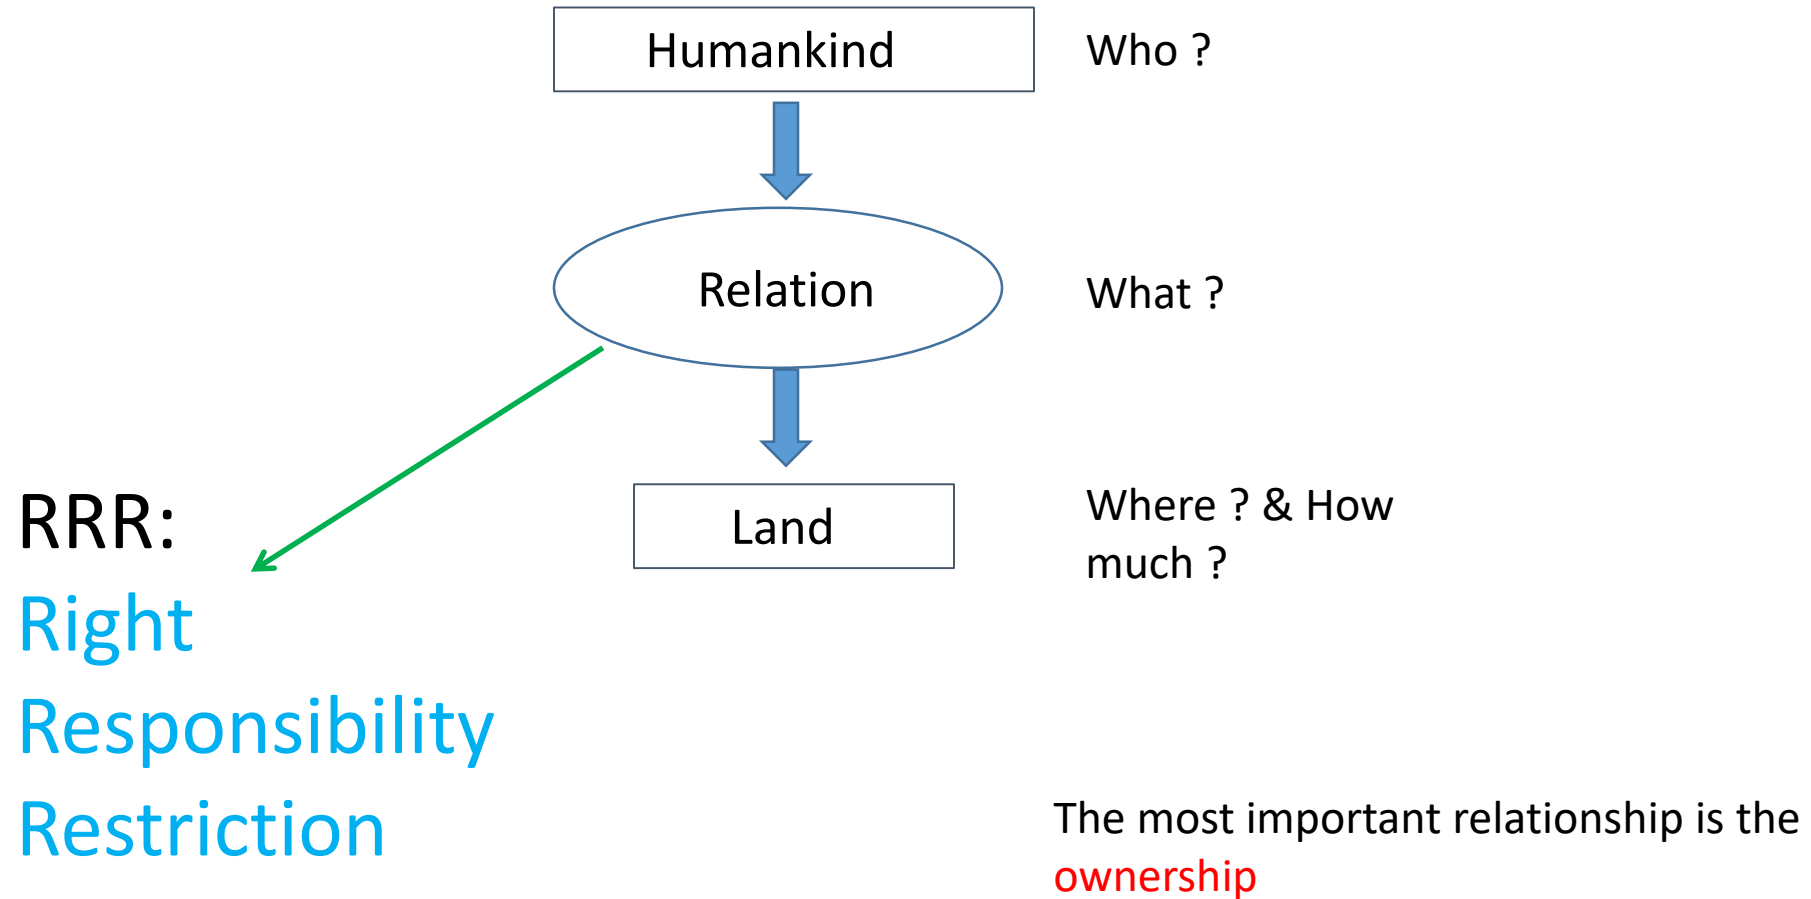 Humankind
Who ?
Relation
What ?
Land
Where ? & How
much ?
RRR:
Right
Responsibility
Restriction
The most important relationship is the
ownership